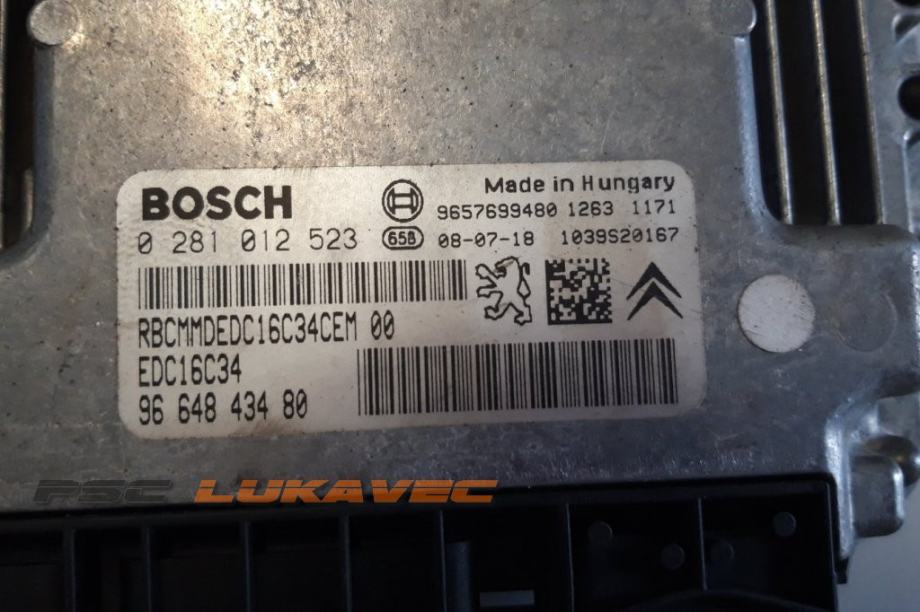 BOSCH
Made in Hungary
9657699480 1263 1171
0 281 012 523 658 08-07-18 1039S20167
RBCMMDEDC16C34CEM 00
EDC16C34
96 648 434 80
PSC LUKAVEC